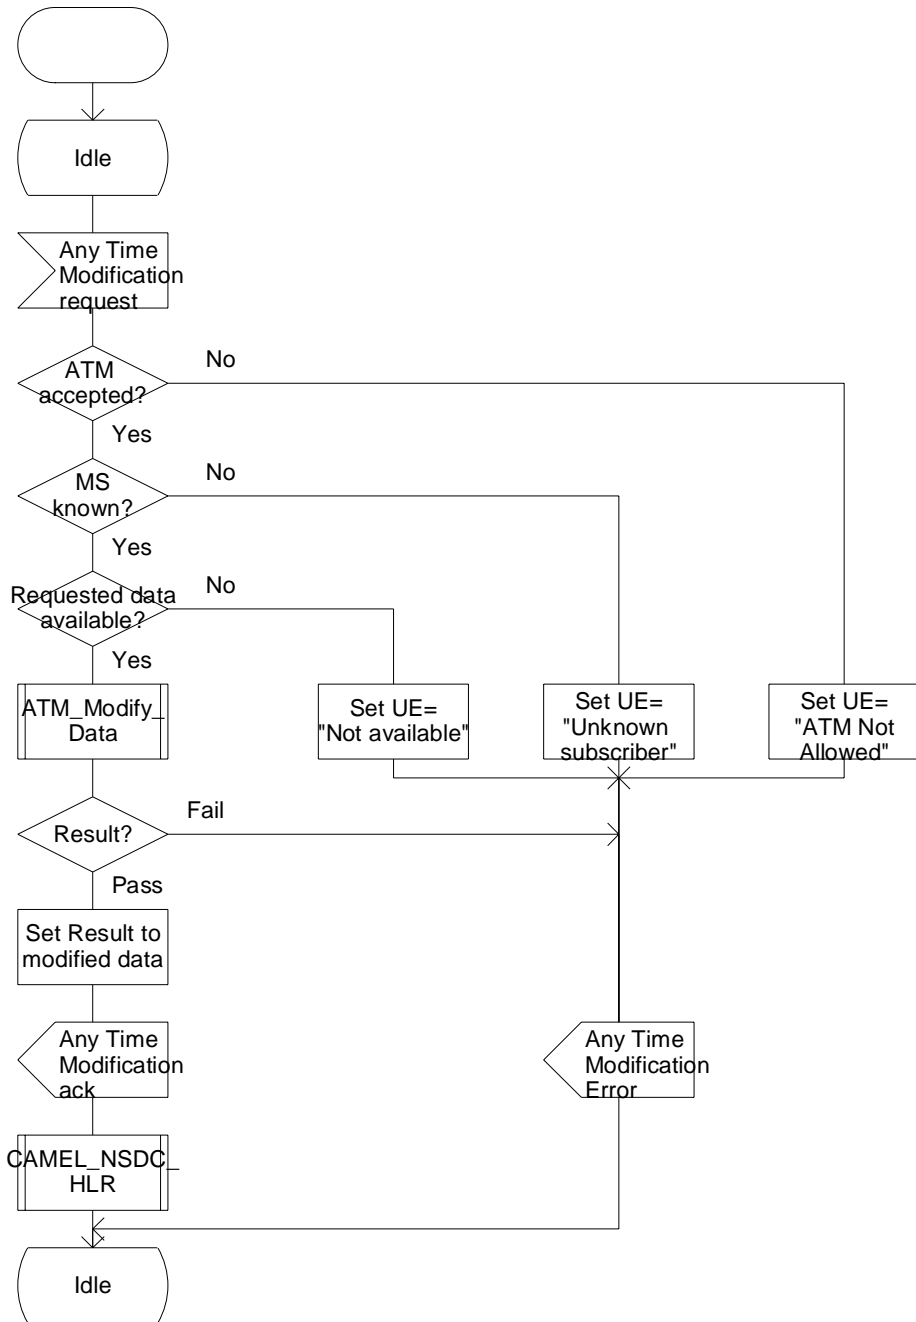 Idle
Any Time
Modification
request
ATM
accepted?
No
Yes
MS
known?
No
Yes
Requested data
available?
No
Yes
ATM_Modify_
Data
Set UE=
"Not available"
Set UE=
"Unknown
subscriber"
Set UE=
"ATM Not
Allowed"
Result?
Fail
Pass
Set Result to
modified data
Any Time
Modification
ack
Any Time
Modification
Error
CAMEL_NSDC_
HLR
Idle